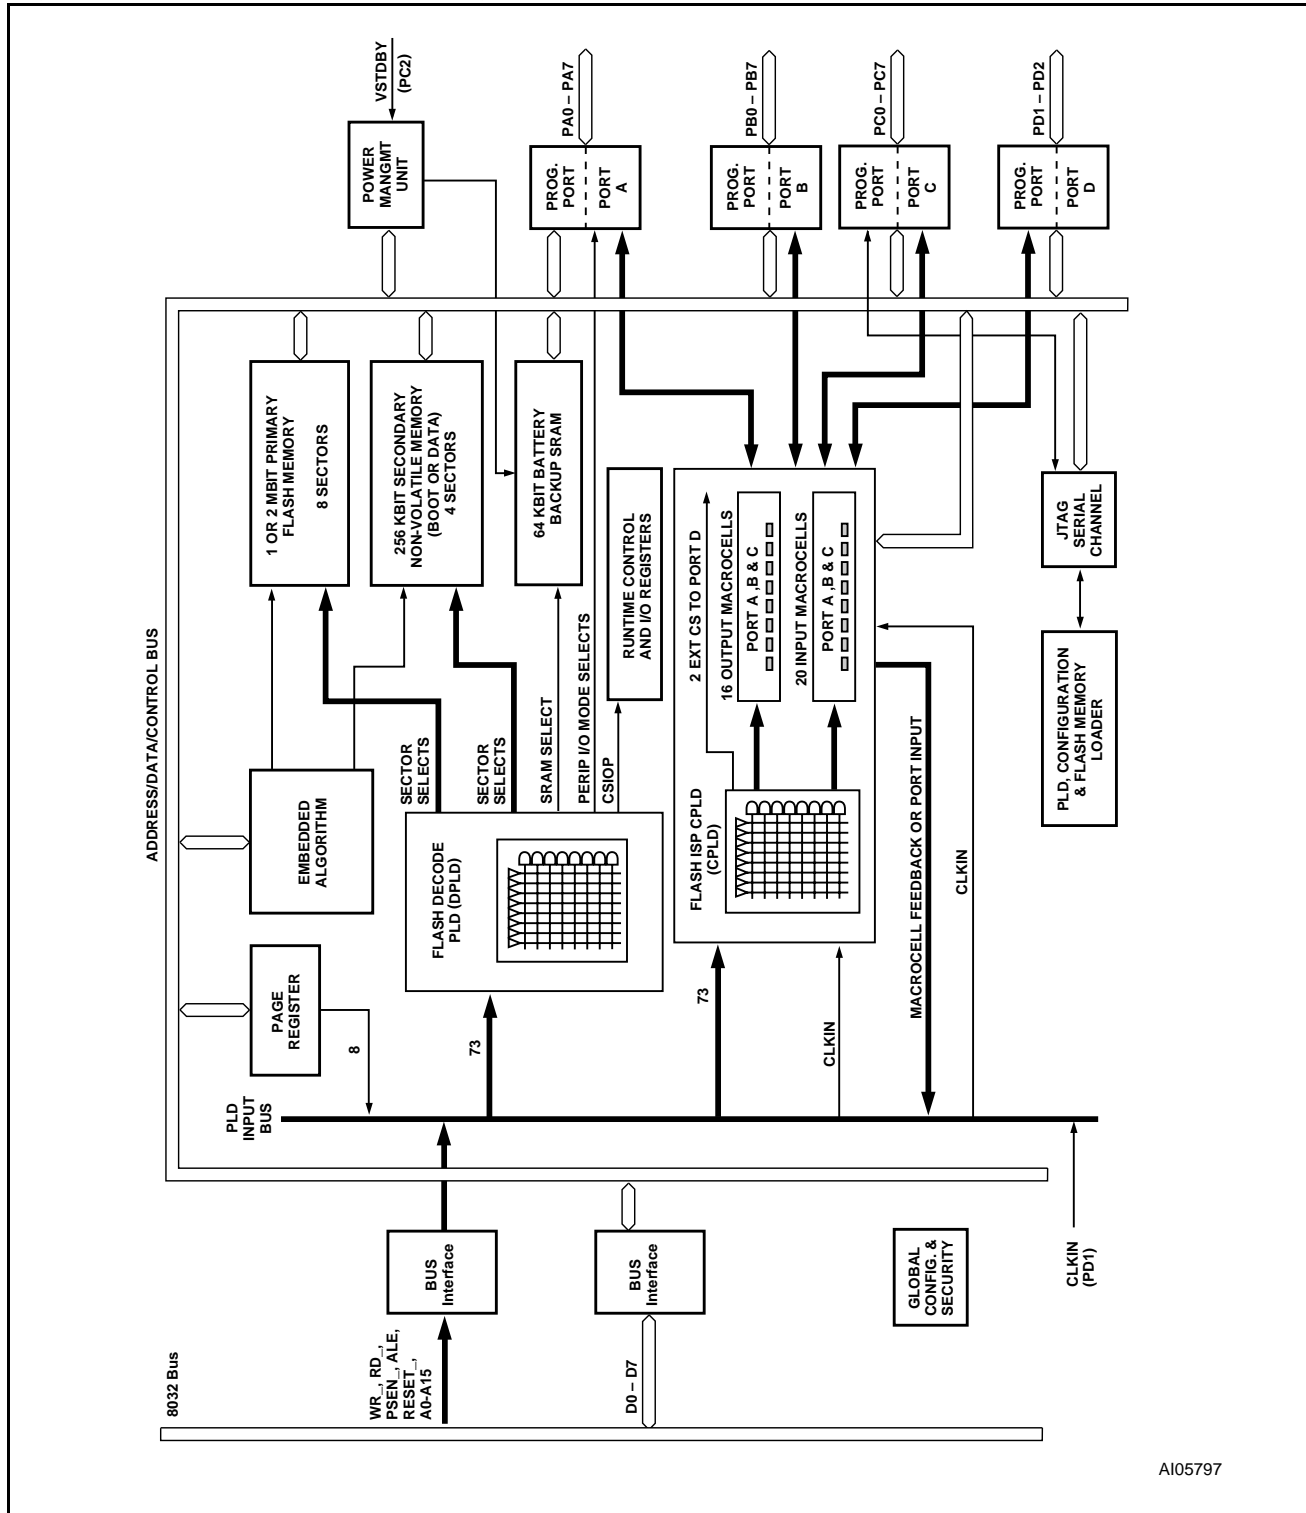 8032 Bus
WR_, RD_,
PSEN_, ALE,
RESET_,
A0-A15
D0 – D7
BUS
Interface
BUS
Interface
GLOBAL
CONFIG. &
SECURITY
CLKIN
(PD1)
ADDRESS/DATA/CONTROL BUS
PLD
INPUT
BUS
PAGE
REGISTER
8
73
73
CLKIN
EMBEDDED
ALGORITHM
FLASH DECODE
PLD (DPLD)
FLASH ISP CPLD
(CPLD)
MACROCELL FEEDBACK OR PORT INPUT
CLKIN
SECTOR
SELECTS
SECTOR
SELECTS
SRAM SELECT
PERIP I/O MODE SELECTS
CSIOP
2 EXT CS TO PORT D
16 OUTPUT MACROCELLS
PORT A ,B & C
20 INPUT MACROCELLS
PORT A ,B & C
1 OR 2 MBIT PRIMARY
FLASH MEMORY
8 SECTORS
256 KBIT SECONDARY
NON-VOLATILE MEMORY
(BOOT OR DATA)
4 SECTORS
64 KBIT BATTERY
BACKUP SRAM
RUNTIME CONTROL
AND I/O REGISTERS
JTAG
SERIAL
CHANNEL
PLD, CONFIGURATION
& FLASH MEMORY
LOADER
POWER
MANGMT
UNIT
VSTDBY
(PC2)
PROG.
PORT
PORT
A
PA0 – PA7
PROG.
PORT
PORT
B
PB0 – PB7
PROG.
PORT
PORT
C
PC0 – PC7
PROG.
PORT
PORT
D
PD1 – PD2
AI05797